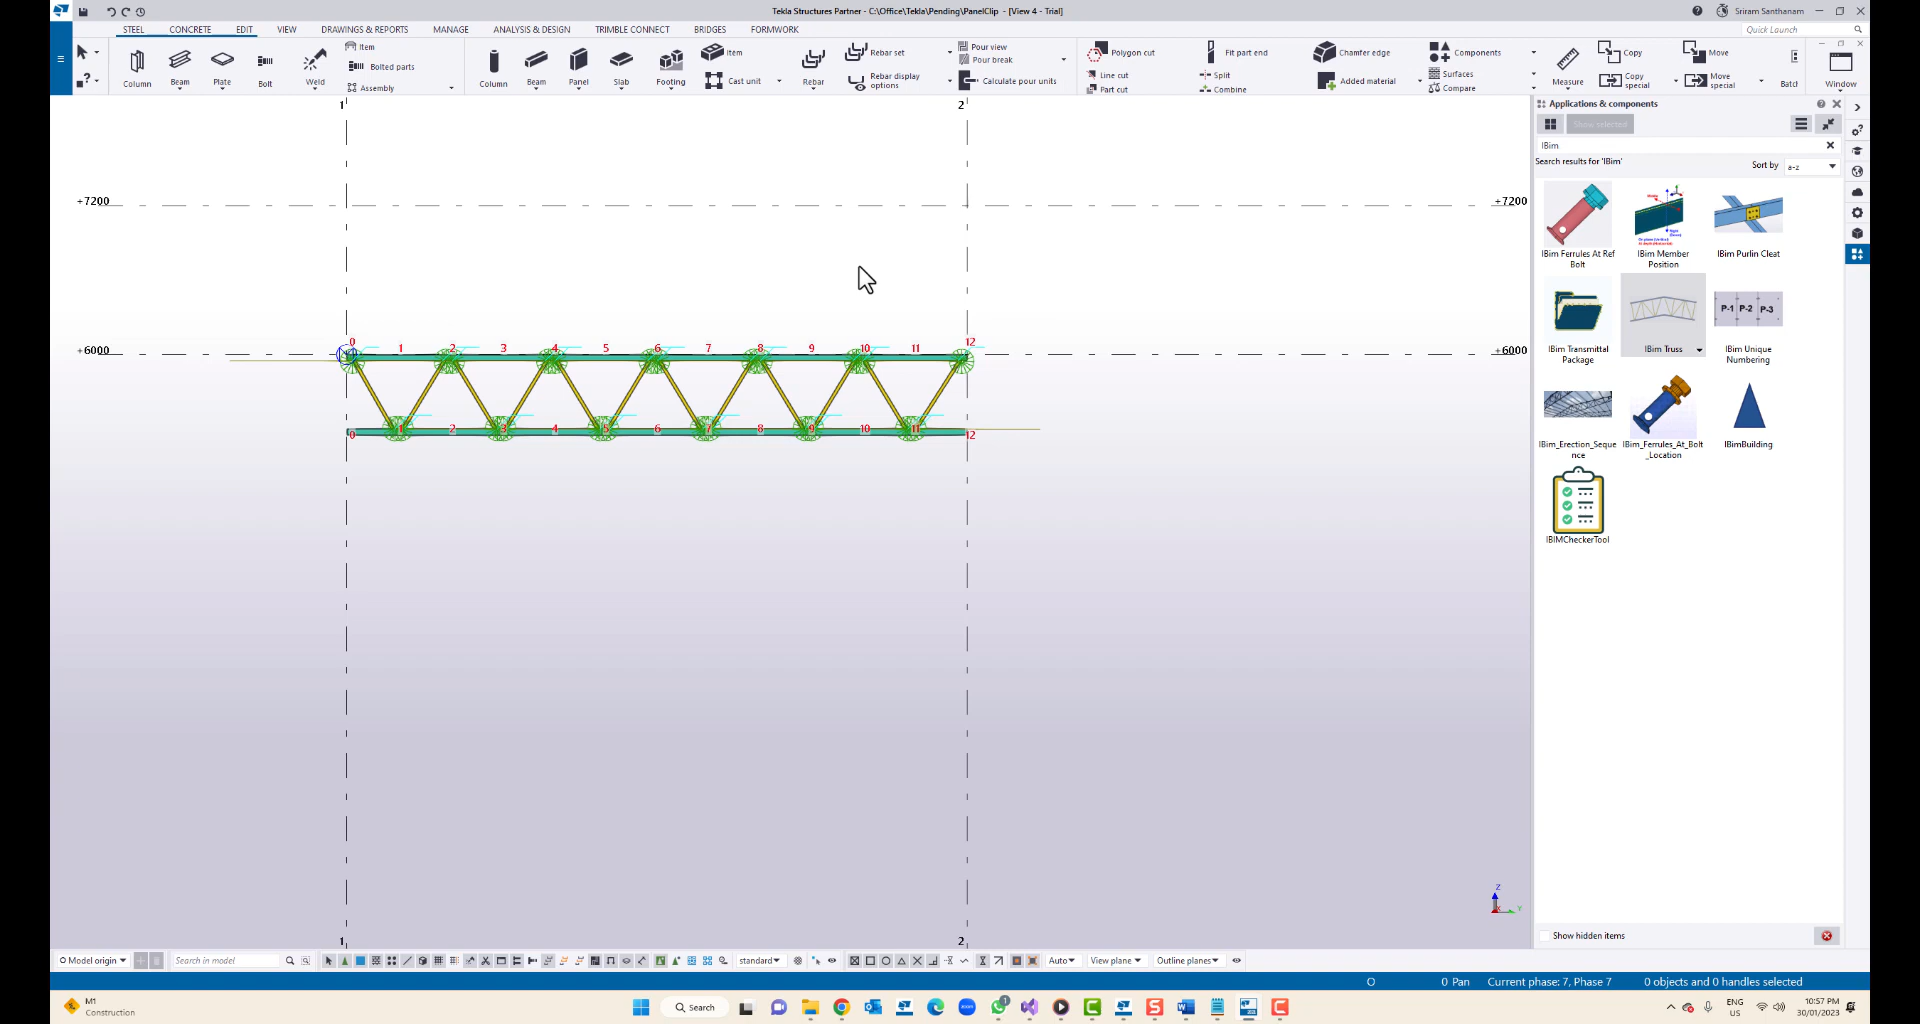 Tekla Structures Partner - C:\Office\Tekla\Pending\PanelClip - [View 4 - Trial]
Sriram Santhanam
STEEL CONCRETE EDIT VIEW DRAWINGS & REPORTS MANAGE ANALYSIS & DESIGN TRIMBLE CONNECT BRIDGES FORMWORK
Quick Launch
Column Beam Plate Bolt Weld
Item
Bolted parts
Assembly
Column Beam Panel Slab Footing
Item
Cast unit
Rebar
Rebar set
Rebar display options
Pour view
Pour break
Calculate pour units
Polygon cut
Line cut
Part cut
Fit part end
Split
Combine
Chamfer edge
Added material
Components
Surfaces
Compare
Measure
Copy
Copy special
Move
Move special
Batch
Window
1 2
+7200 +7200
+6000 +6000
0 1 2 3 4 5 6 7 8 9 10 11 12
0 1 2 3 4 5 6 7 8 9 10 11 12
1 2
Z
Y
Applications & components
Show selected
IBim
Search results for 'IBim'
Sort by a-z
IBim Ferrules At Ref Bolt
IBim Member Position
IBim Purlin Cleat
IBim Transmittal Package
IBim Truss
P-1 P-2 P-3
IBim Unique Numbering
IBim_Erection_Sequence
IBim_Ferrules_At_Bolt_Location
IBimBuilding
IBIMCheckerTool
Show hidden items
Model origin
Search in model
standard
Auto
View plane
Outline planes
O 0 Pan Current phase: 7, Phase 7 0 objects and 0 handles selected
M1
Construction
Search
zoom
1
ENG
US
10:57 PM
30/01/2023